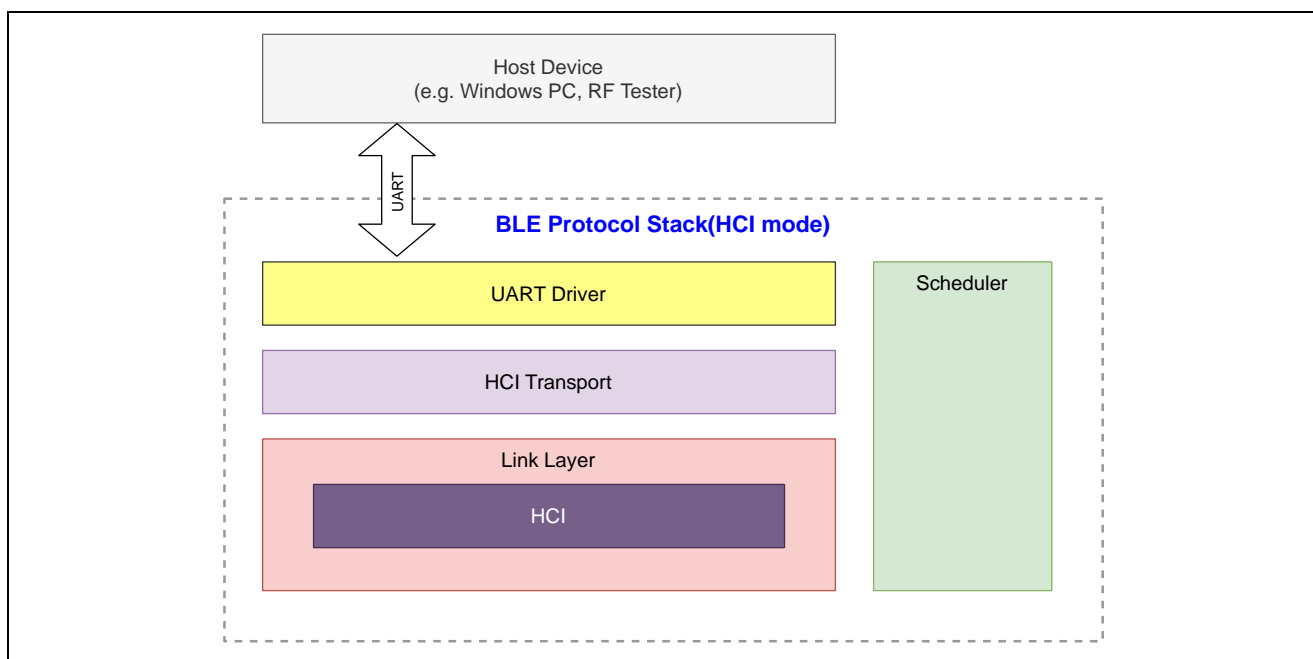 Host Device
(e.g. Windows PC, RF Tester)
UART
BLE Protocol Stack(HCI mode)
UART Driver
Scheduler
HCI Transport
Link Layer
HCI